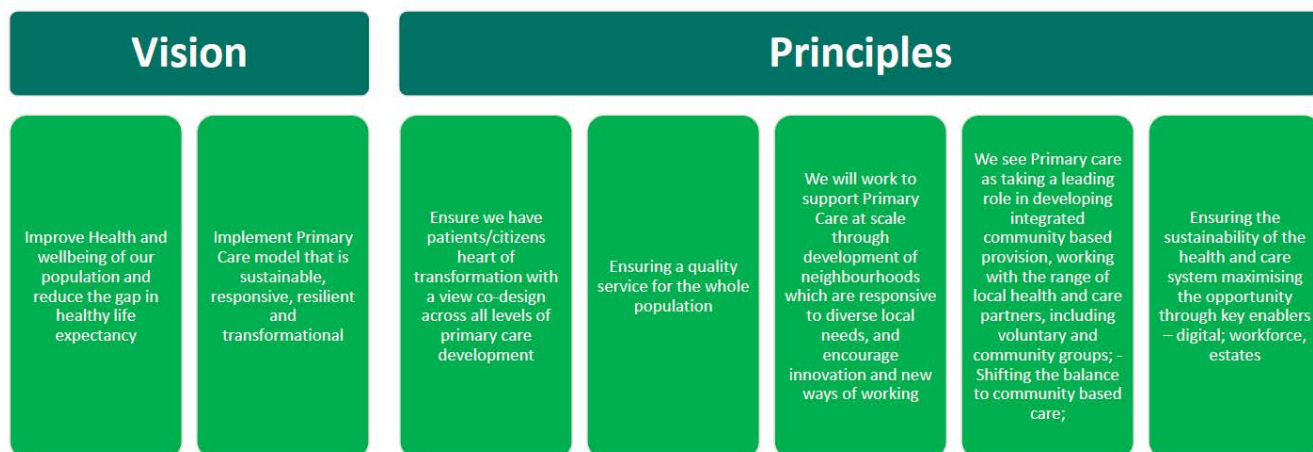 Vision
Principles
Improve Health and
wellbeing of our
population and
reduce the gap in
healthy life
expectancy
Implement Primary
Care model that is
sustainable,
responsive, resilient
and
transformational
Ensure we have
patients/citizens
heart of
transformation with
a view co-design
across all levels of
primary care
development
Ensuring a quality
service for the whole
population
We will work to
support Primary
Care at scale
through
development of
neighbourhoods
which are responsive
to diverse local
needs, and
encourage
innovation and new
ways of working
We see Primary care
as taking a leading
role in developing
integrated
community based
provision, working
with the range of
local health and care
partners, including
voluntary and
community groups; -
Shifting the balance
to community based
care;
Ensuring the
sustainability of the
health and care
system maximising
the opportunity
through key enablers
– digital; workforce,
estates